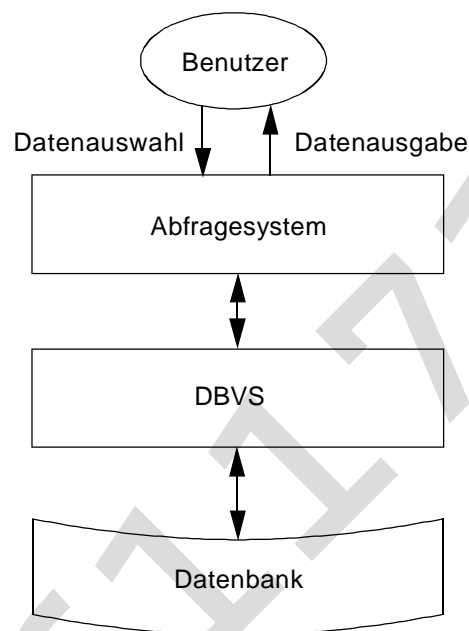 Benutzer
Datenauswahl Datenausgabe
Abfragesystem
DBVS
Datenbank